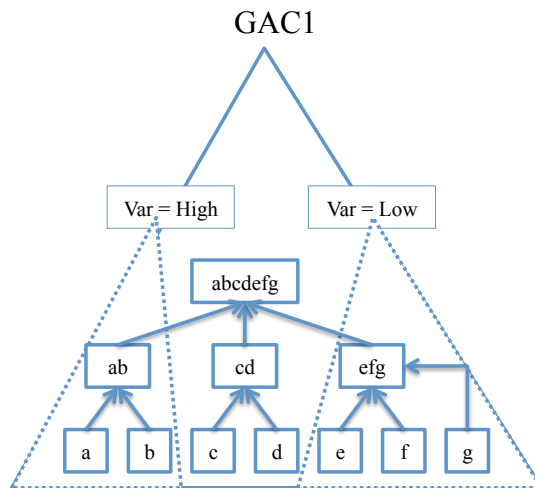 GAC1
Var = High
Var = Low
abcdefg
ab
cd
efg
a
b
c
d
e
f
g